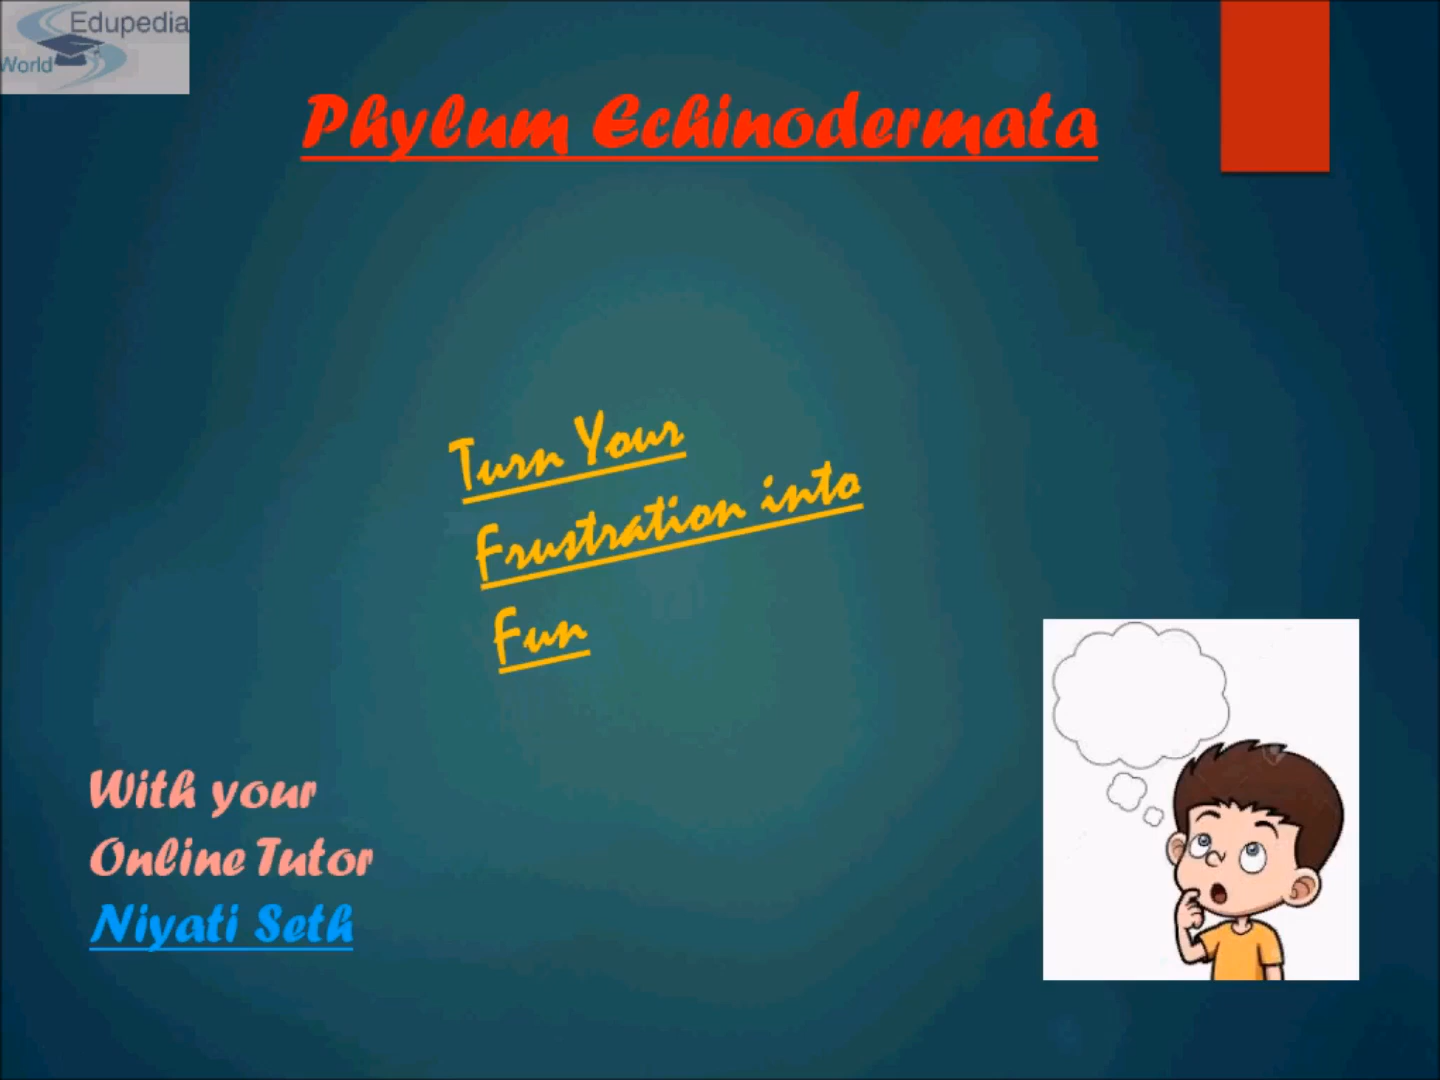 Edupedia
World
Phylum Echinodermata
Turn Your
Frustration into
Fun
With your
Online Tutor
Niyati Seth